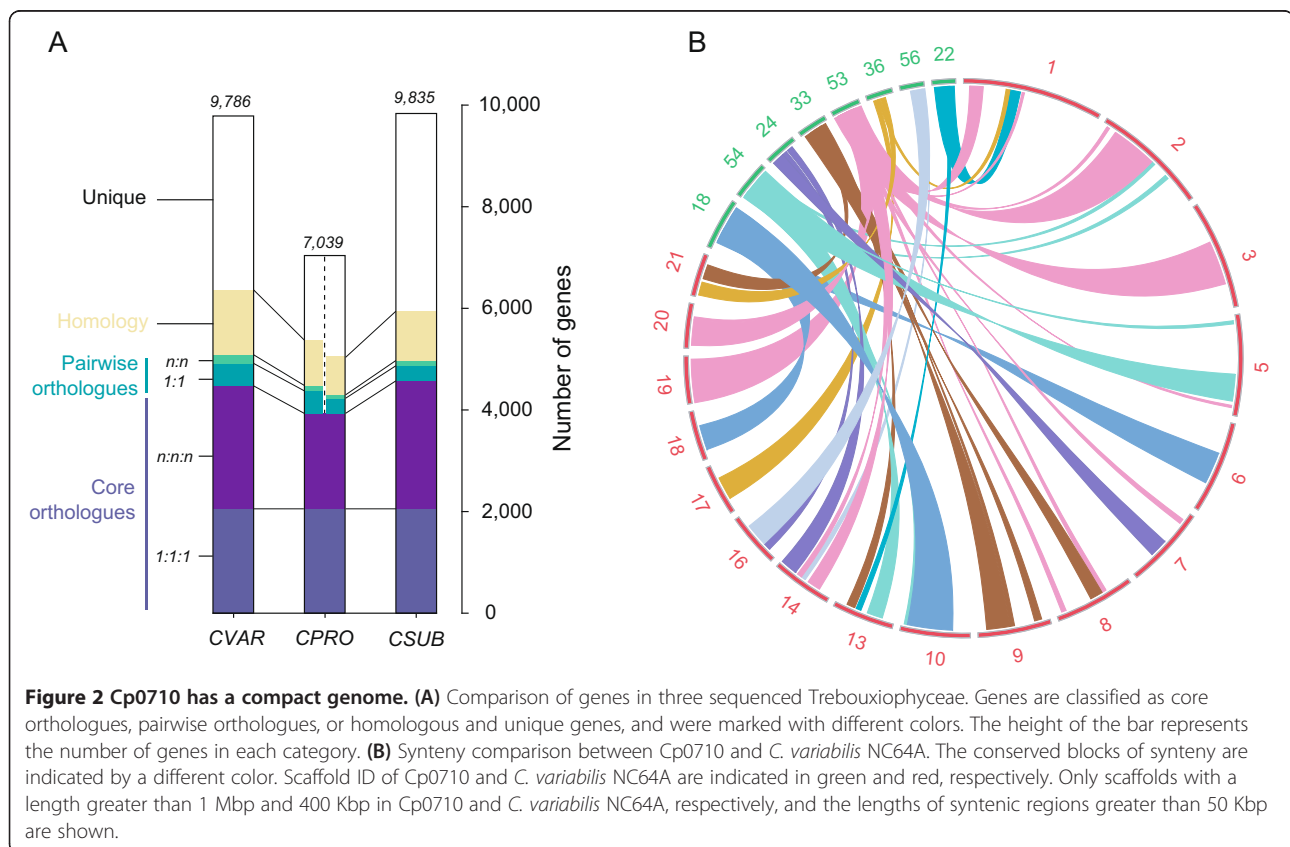 A
9,786
7,039
9,835
10,000
8,000
6,000
4,000
2,000
0
Number of genes
Unique
Homology
Pairwise
orthologues
n:n
1:1
n:n:n
Core
orthologues
1:1:1
CVAR
CPRO
CSUB
B
18
54
24
33
53
36
56
22
1
2
3
5
6
7
8
9
10
13
14
16
17
18
19
20
21
Figure 2 Cp0710 has a compact genome. (A) Comparison of genes in three sequenced Trebouxiophyceae. Genes are classified as core
orthologues, pairwise orthologues, or homologous and unique genes, and were marked with different colors. The height of the bar represents
the number of genes in each category. (B) Synteny comparison between Cp0710 and C. variabilis NC64A. The conserved blocks of synteny are
indicated by a different color. Scaffold ID of Cp0710 and C. variabilis NC64A are indicated in green and red, respectively. Only scaffolds with a
length greater than 1 Mbp and 400 Kbp in Cp0710 and C. variabilis NC64A, respectively, and the lengths of syntenic regions greater than 50 Kbp
are shown.